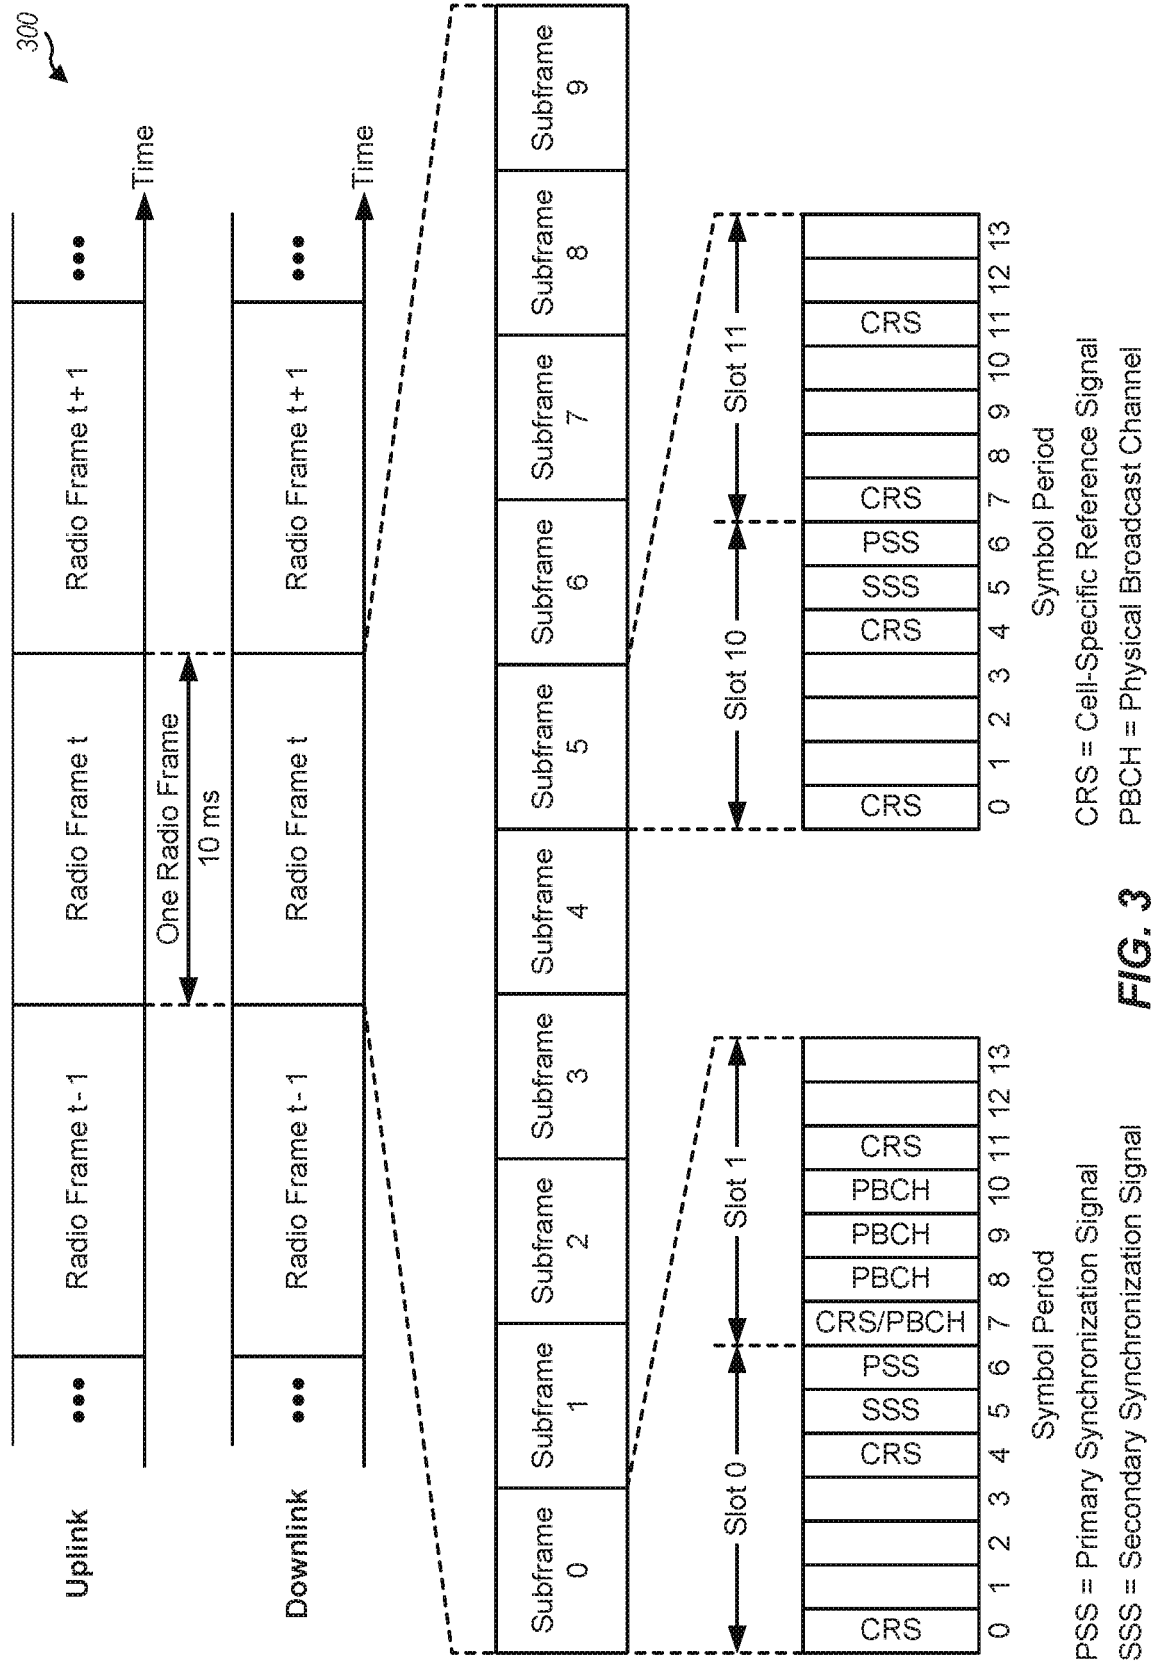 300
Uplink
••• Radio Frame t- 1 Radio Frame t Radio Frame t+ 1 •••
Time
One Radio Frame
10 ms
Downlink
••• Radio Frame t- 1 Radio Frame t Radio Frame t+ 1 •••
Time
Subframe 0 Subframe 1 Subframe 2 Subframe 3 Subframe 4 Subframe 5 Subframe 6 Subframe 7 Subframe 8 Subframe 9
Slot 0 Slot 1
CRS CRS SSS PSS CRS/PBCH PBCH PBCH PBCH CRS
0 1 2 3 4 5 6 7 8 9 10 11 12 13
Symbol Period
Slot 10 Slot 11
CRS CRS SSS PSS CRS CRS
0 1 2 3 4 5 6 7 8 9 10 11 12 13
Symbol Period
PSS = Primary Synchronization Signal
SSS = Secondary Synchronization Signal
CRS = Cell-Specific Reference Signal
PBCH = Physical Broadcast Channel
FIG. 3